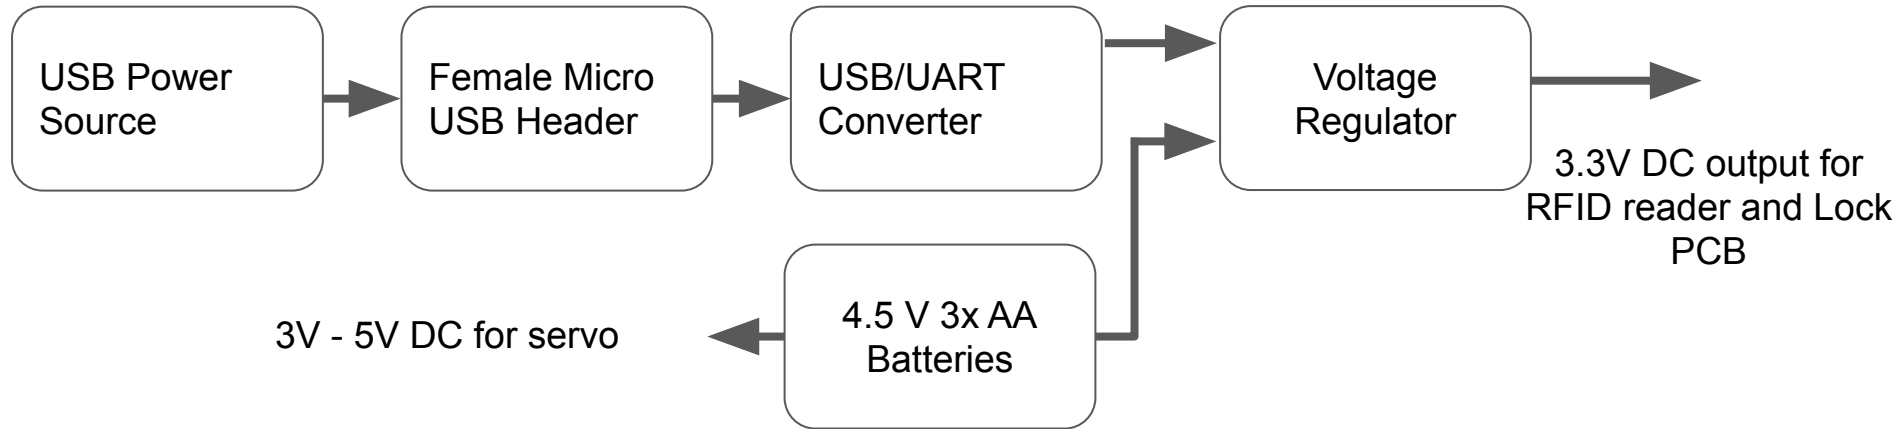 USB Power
Source
Female Micro
USB Header
USB/UART
Converter
Voltage
Regulator
3.3V DC output for
RFID reader and Lock
PCB
3V - 5V DC for servo
4.5 V 3x AA
Batteries